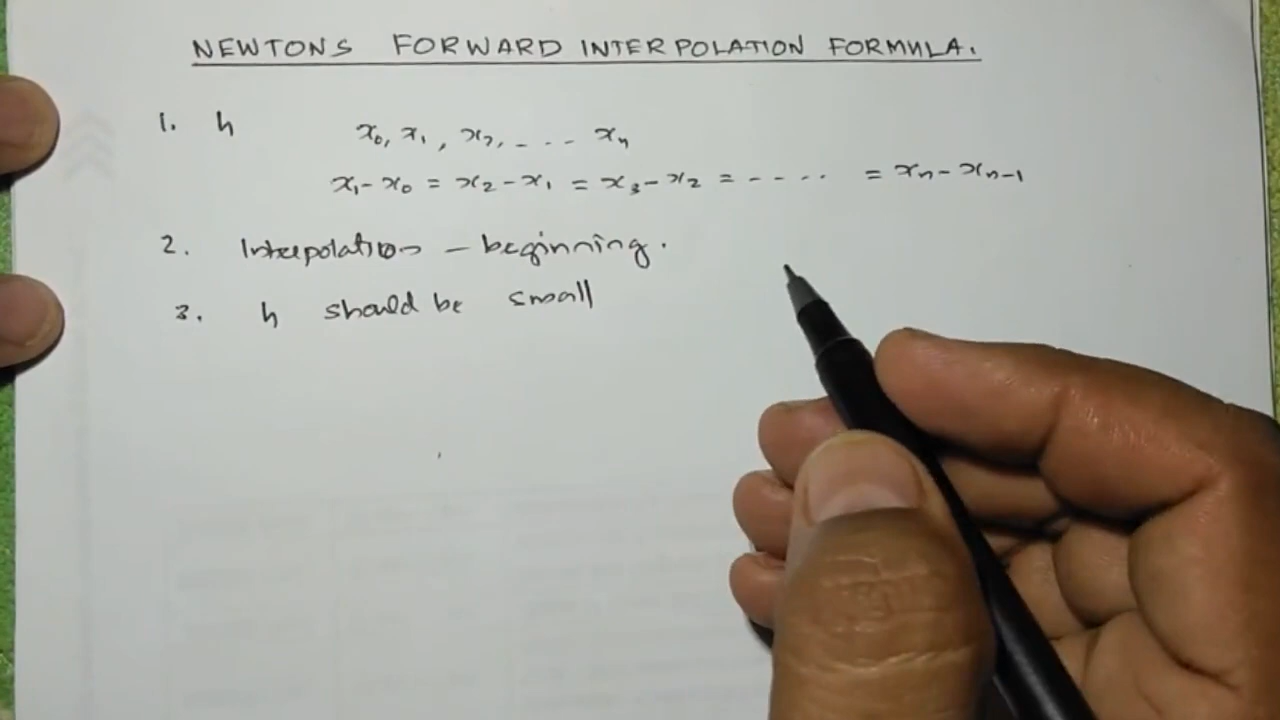 NEWTONS FORWARD INTERPOLATION FORMULA.
1. h x₀, x₁, x₂, - - - xₙ
x₁ - x₀ = x₂ - x₁ = x₃ - x₂ = - - - - = xₙ - xₙ₋₁
2. Interpolation - beginning.
3. h should be small